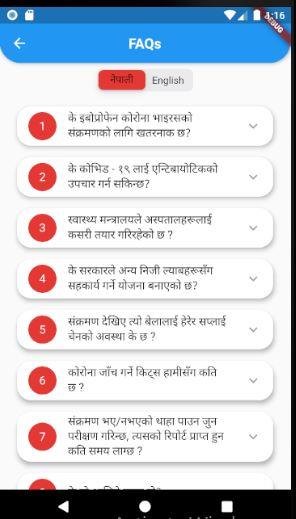 1:16
DEBUG
FAQs
नेपाली English
1 के इबोप्रोफेन कोरोना भाइरसको
संक्रमणको लागि खतरनाक छ?
2 के कोभिड - १९ लाई एन्टिबायोटिकको
उपचार गर्न सकिन्छ?
3 स्वास्थ्य मन्त्रालयले अस्पतालहरूलाई
कसरी तयार गरिरहेको छ ?
4 के सरकारले अन्य निजी ल्याबहरूसँग
सहकार्य गर्ने योजना बनाएको छ?
5 संक्रमण देखिए त्यो बेलालाई हेरेर सप्लाई
चेनको अवस्था के छ ?
6 कोरोना जाँच गर्ने किट्स हामीसँग कति
छ ?
7 संक्रमण भए/नभएको थाहा पाउन जुन
परीक्षण गरिन्छ, त्यसको रिपोर्ट प्राप्त हुन
कति समय लाग्छ ?